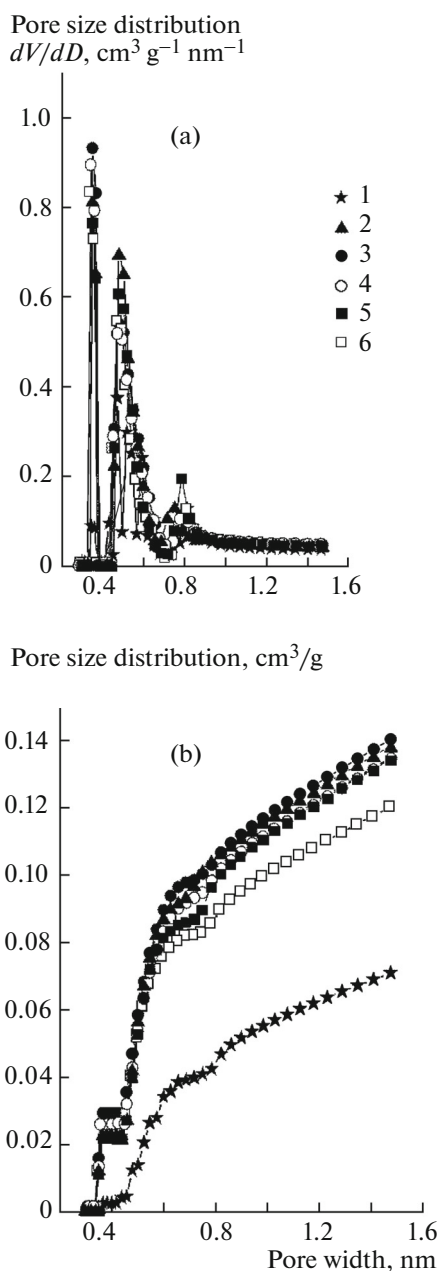 Pore size distribution
dV/dD, cm³ g⁻¹ nm⁻¹
(a)
1.0
0.8
0.6
0.4
0.2
0
1
2
3
4
5
6
0.4 0.8 1.2 1.6
Pore size distribution, cm³/g
(b)
0.14
0.12
0.10
0.08
0.06
0.04
0.02
0
0.4 0.8 1.2 1.6
Pore width, nm